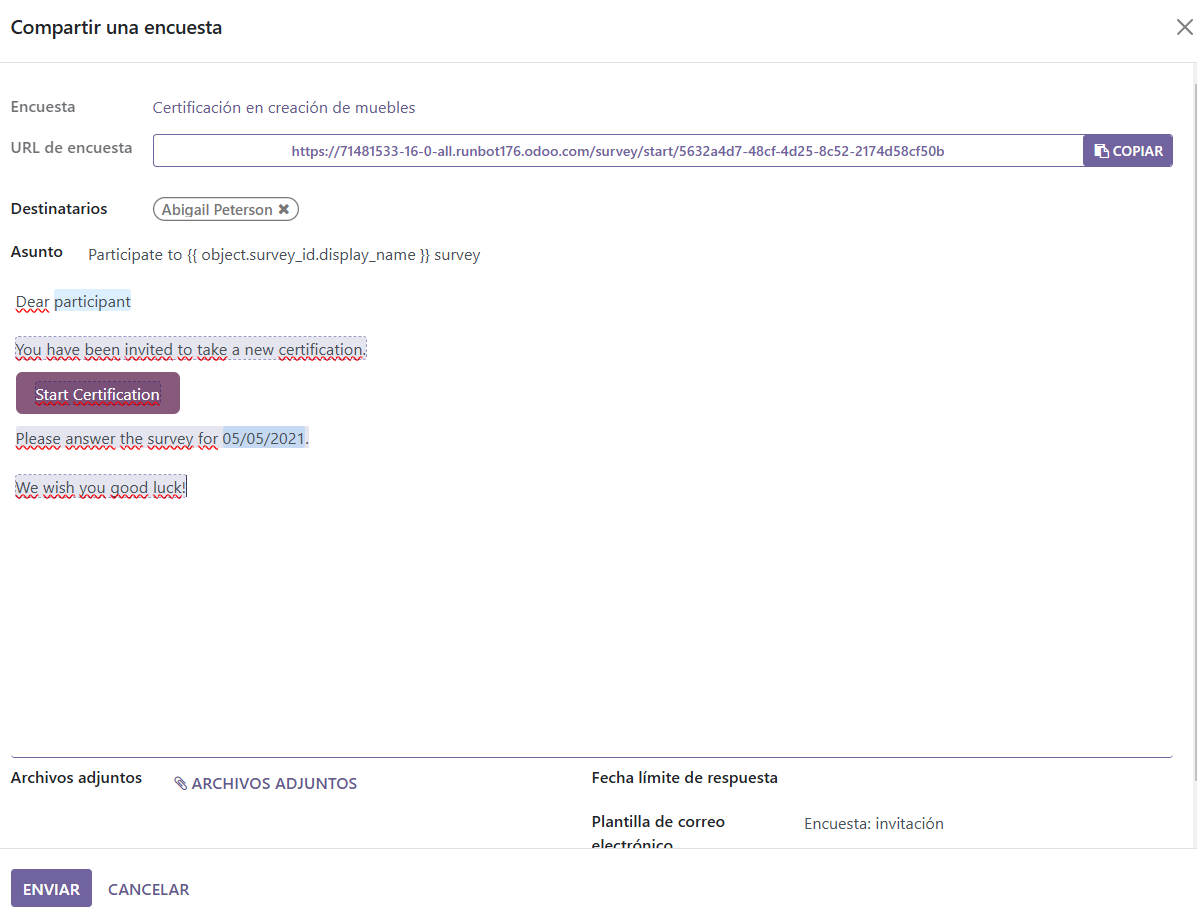 Compartir una encuesta
Encuesta Certificación en creación de muebles
URL de encuesta https://71481533-16-0-all.runbot176.odoo.com/survey/start/5632a4d7-48cf-4d25-8c52-2174d58cf50b COPIAR
Destinatarios Abigail Peterson ✖
Asunto Participate to {{ object.survey_id.display_name }} survey
Dear participant
You have been invited to take a new certification.
Start Certification
Please answer the survey for 05/05/2021.
We wish you good luck!
Archivos adjuntos ARCHIVOS ADJUNTOS Fecha límite de respuesta
Plantilla de correo electrónico Encuesta: invitación
ENVIAR CANCELAR